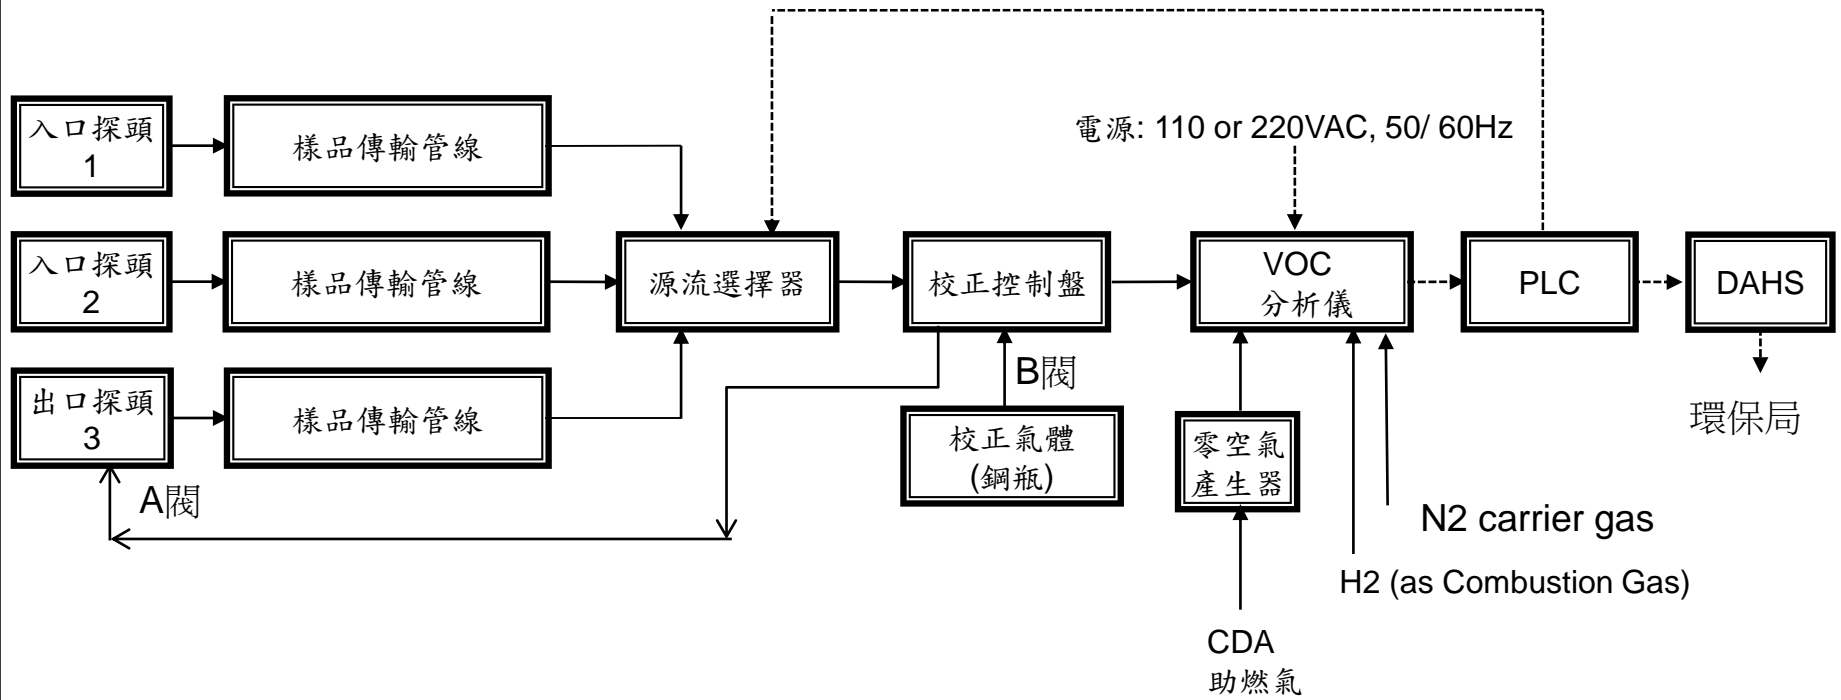 入口探頭
1
樣品傳輸管線
電源: 110 or 220VAC, 50/ 60Hz
入口探頭
2
樣品傳輸管線
源流選擇器
校正控制盤
VOC
分析儀
PLC
DAHS
出口探頭
3
樣品傳輸管線
B閥
校正氣體
(鋼瓶)
零空氣
產生器
環保局
A閥
N2 carrier gas
H2 (as Combustion Gas)
CDA
助燃氣